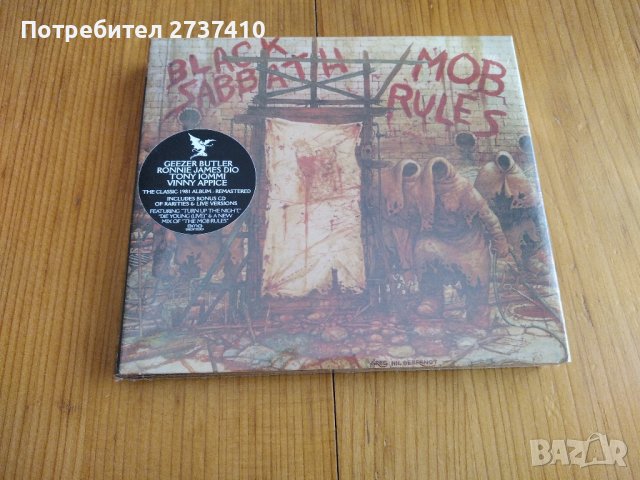 Потребител 2737410
BLACK
SABBATH
MOB
RULES
GEEZER BUTLER
RONNIE JAMES DIO
TONY IOMMI
VINNY APPICE
THE CLASSIC 1981 ALBUM - REMASTERED
INCLUDES BONUS CD
OF RARITIES & LIVE VERSIONS
FEATURING "TURN UP THE NIGHT",
"DIE YOUNG (LIVE)" & A NEW
MIX OF "THE MOB RULES"
BAZAR